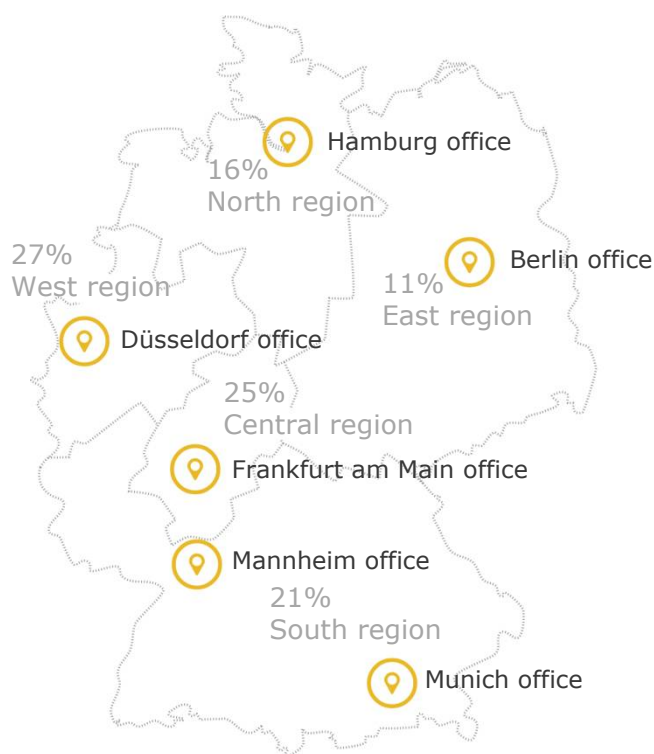 Hamburg office
16%
North region
27%
West region
Berlin office
11%
East region
Düsseldorf office
25%
Central region
Frankfurt am Main office
Mannheim office
21%
South region
Munich office